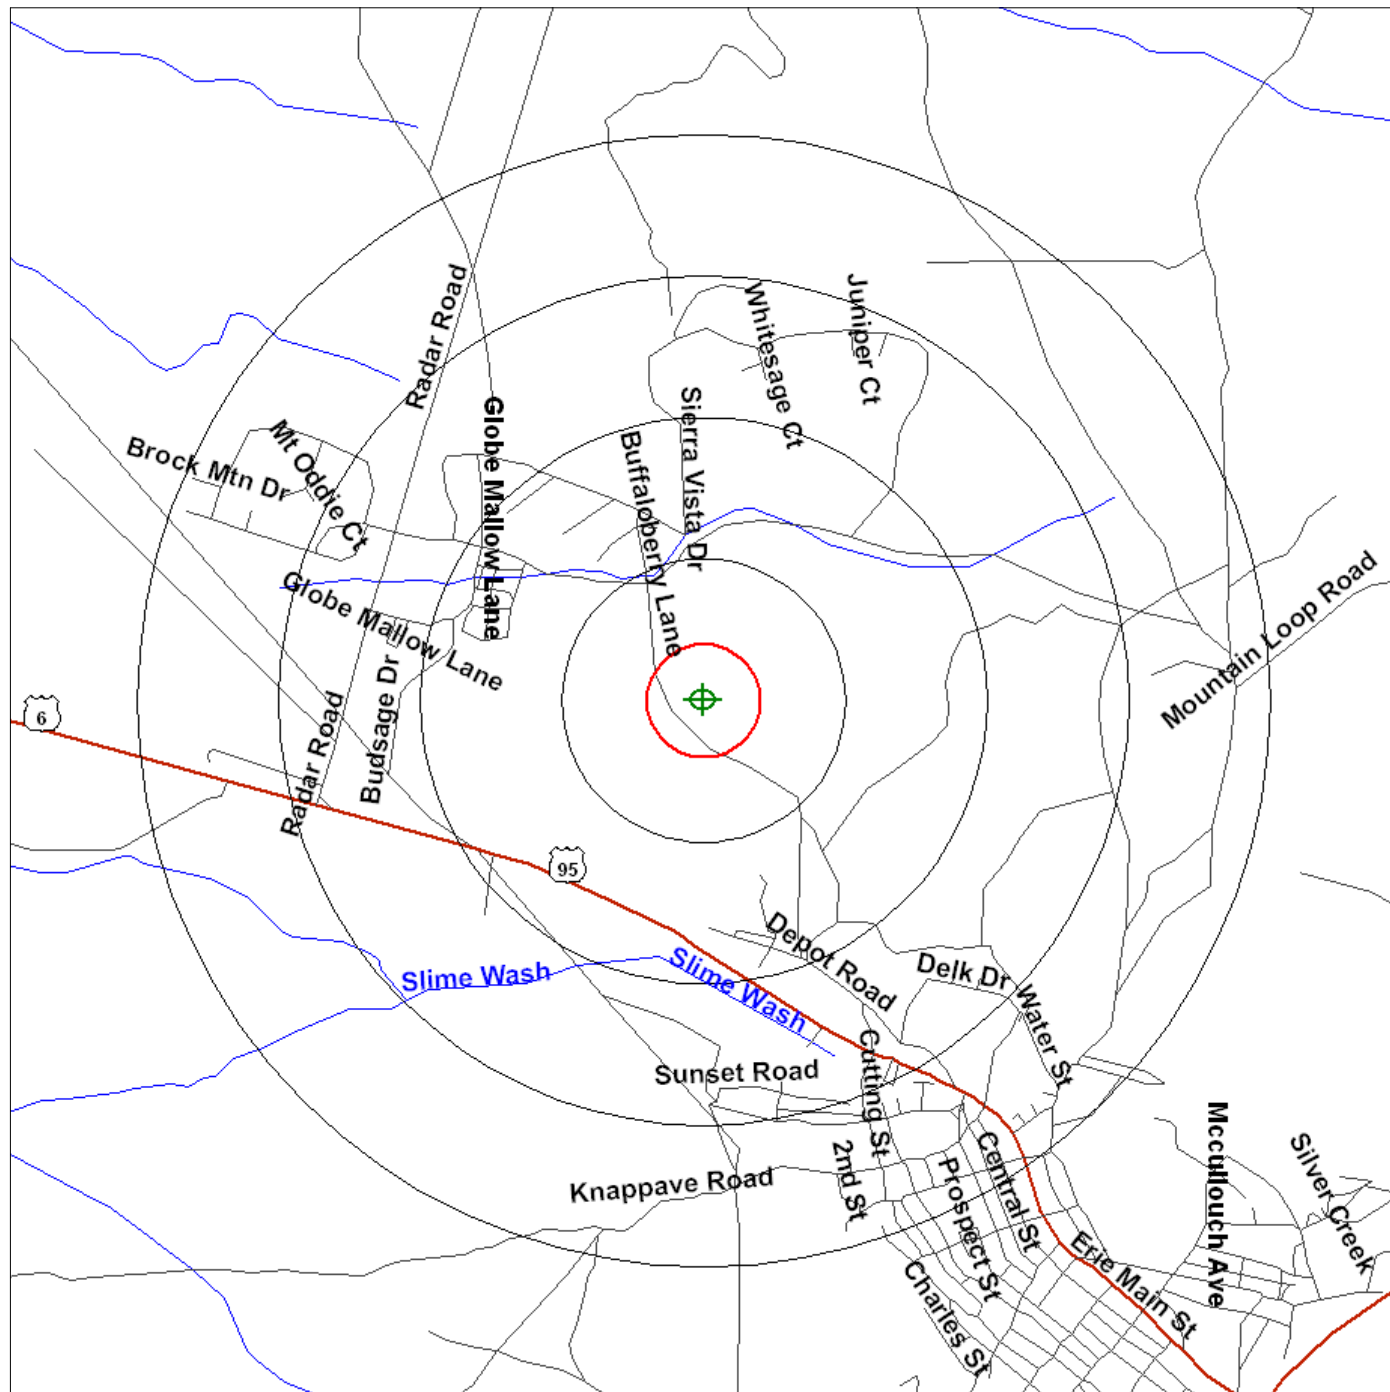 Radar Road
Whitesage Ct
Juniper Ct
Sierra Vista Dr
Globe Mallow Lane
Buffaloberry Lane
Mt Oddie Ct
Brock Mtn Dr
Globe Mallow Lane
Mountain Loop Road
Budsage Dr
Radar Road
6
95
Depot Road
Slime Wash
Slime Wash
Delk Dr
Water St
Cutting St
Sunset Road
2nd St
Knappave Road
Prospect St
Central St
Mccullouch Ave
Silver Creek
Erie Main St
Charles St